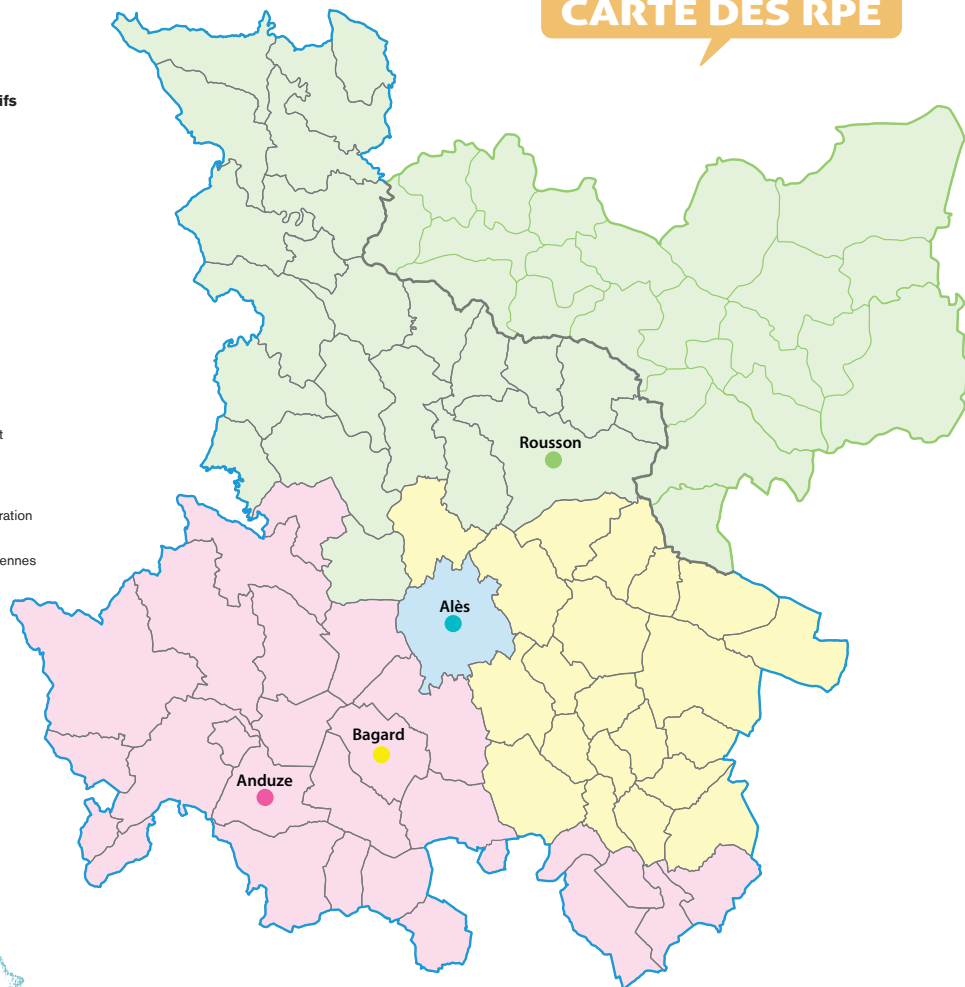 CARTE DES RPE
ifs
Rousson
t
ration
ennes
Alès
Bagard
Anduze